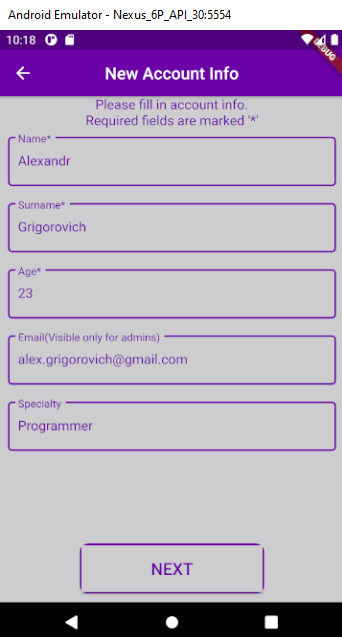 Android Emulator - Nexus_6P_API_30:5554
10:18
DEBUG
New Account Info
Please fill in account info.
Required fields are marked '*'
Name*
Alexandr
Surname*
Grigorovich
Age*
23
Email(Visible only for admins)
alex.grigorovich@gmail.com
Specialty
Programmer
NEXT